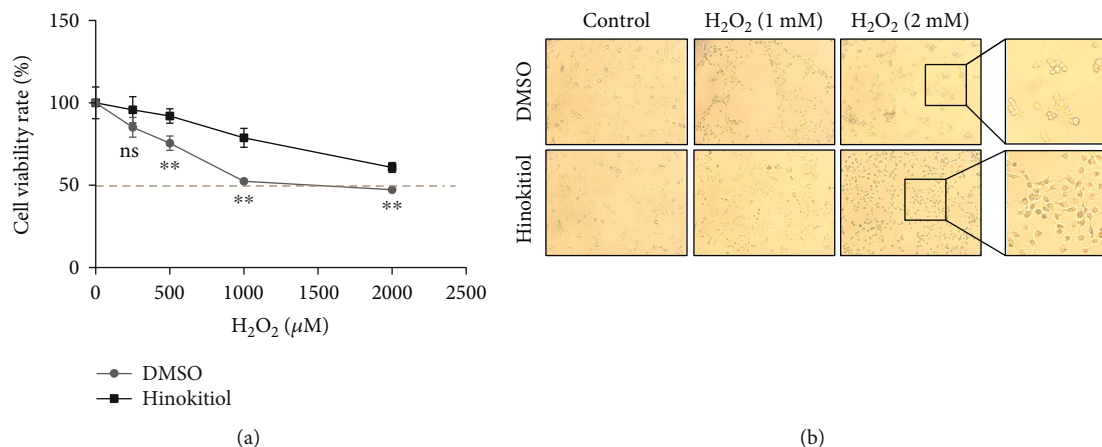 150
100
50
0
Cell viability rate (%)
ns
**
**
**
0 500 1000 1500 2000 2500
H₂O₂ (μM)
DMSO
Hinokitiol
(a)
Control H₂O₂ (1 mM) H₂O₂ (2 mM)
DMSO
Hinokitiol
(b)